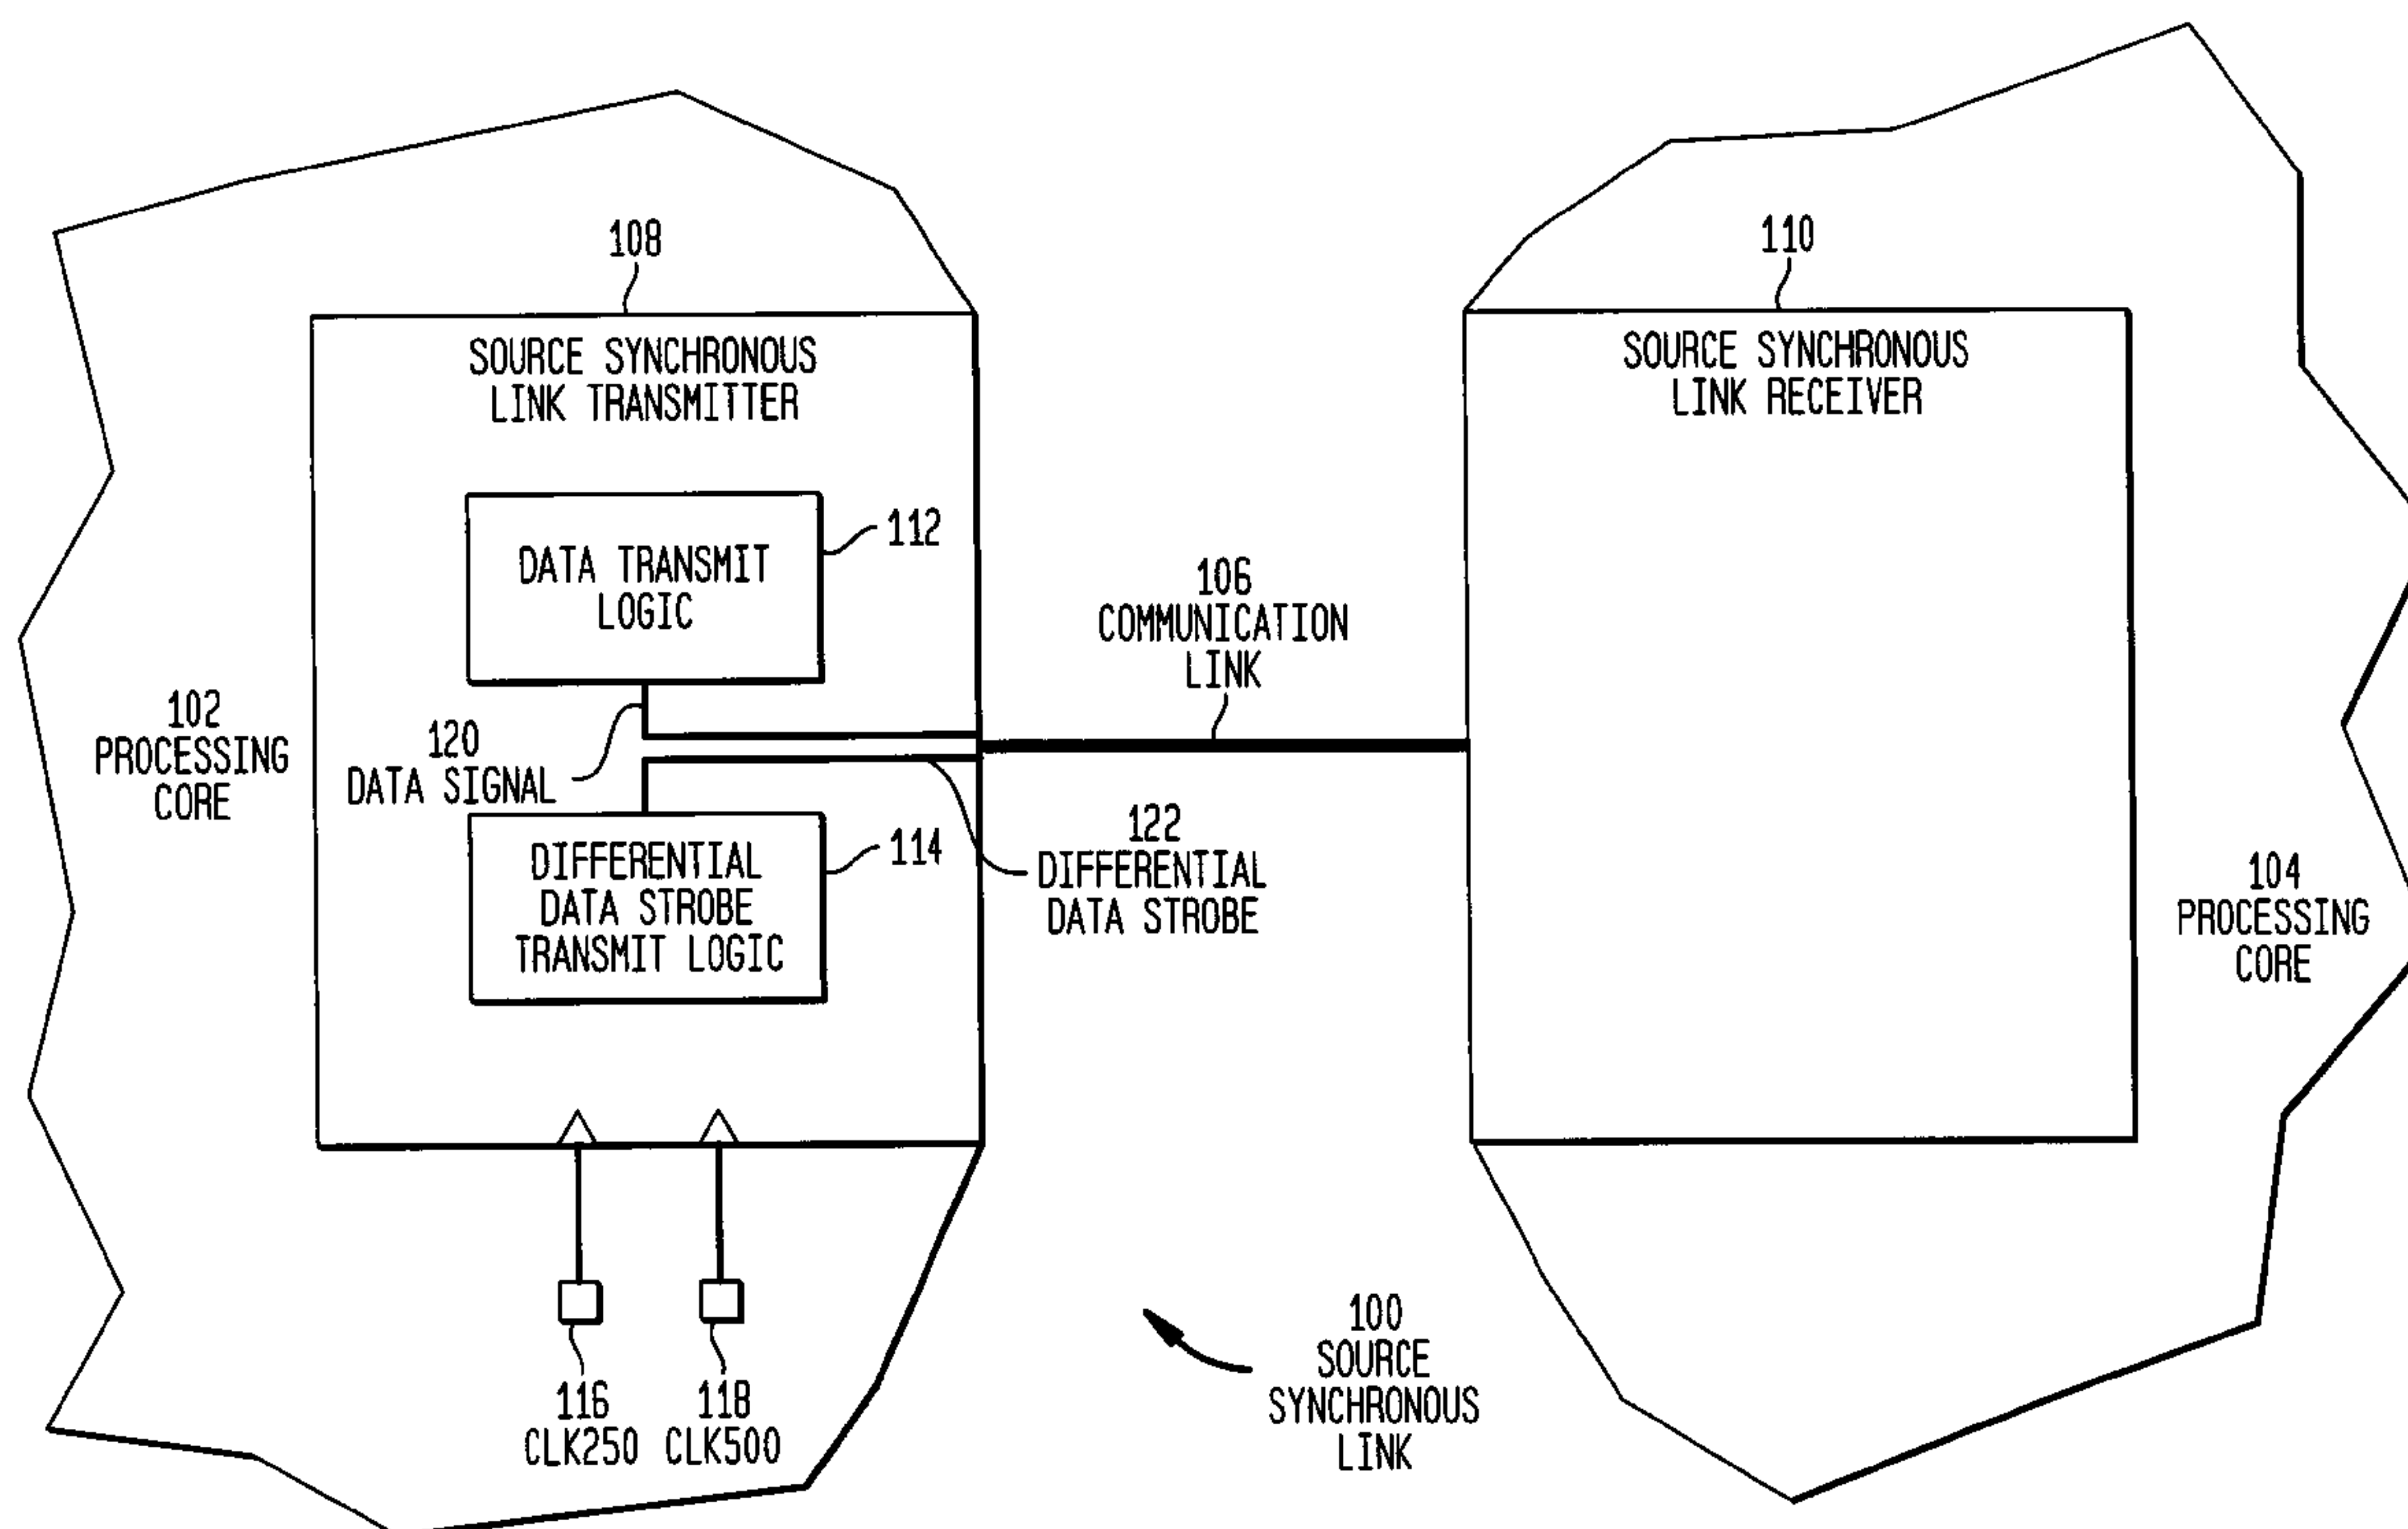 108
SOURCE SYNCHRONOUS
LINK TRANSMITTER
110
SOURCE SYNCHRONOUS
LINK RECEIVER
112
DATA TRANSMIT
LOGIC
106
COMMUNICATION
LINK
102
PROCESSING
CORE
120
DATA SIGNAL
114
DIFFERENTIAL
DATA STROBE
TRANSMIT LOGIC
122
DIFFERENTIAL
DATA STROBE
104
PROCESSING
CORE
116
CLK250
118
CLK500
100
SOURCE
SYNCHRONOUS
LINK